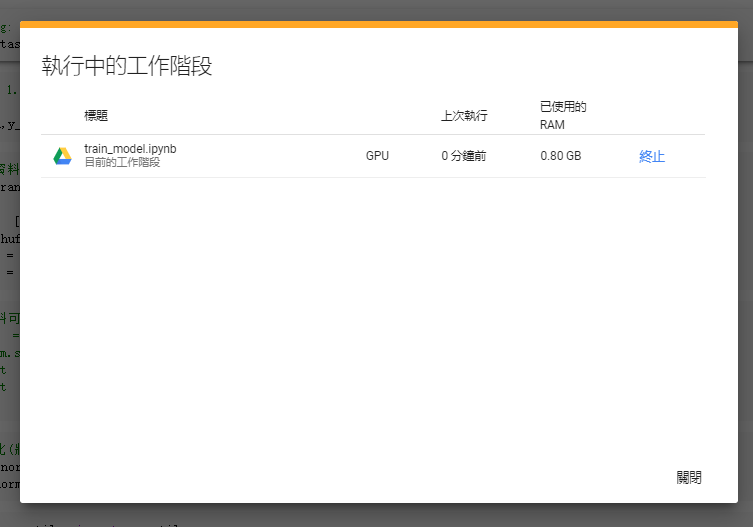 執行中的工作階段
標題 上次執行 已使用的
RAM
train_model.ipynb
目前的工作階段
GPU 0 分鐘前 0.80 GB 終止
關閉